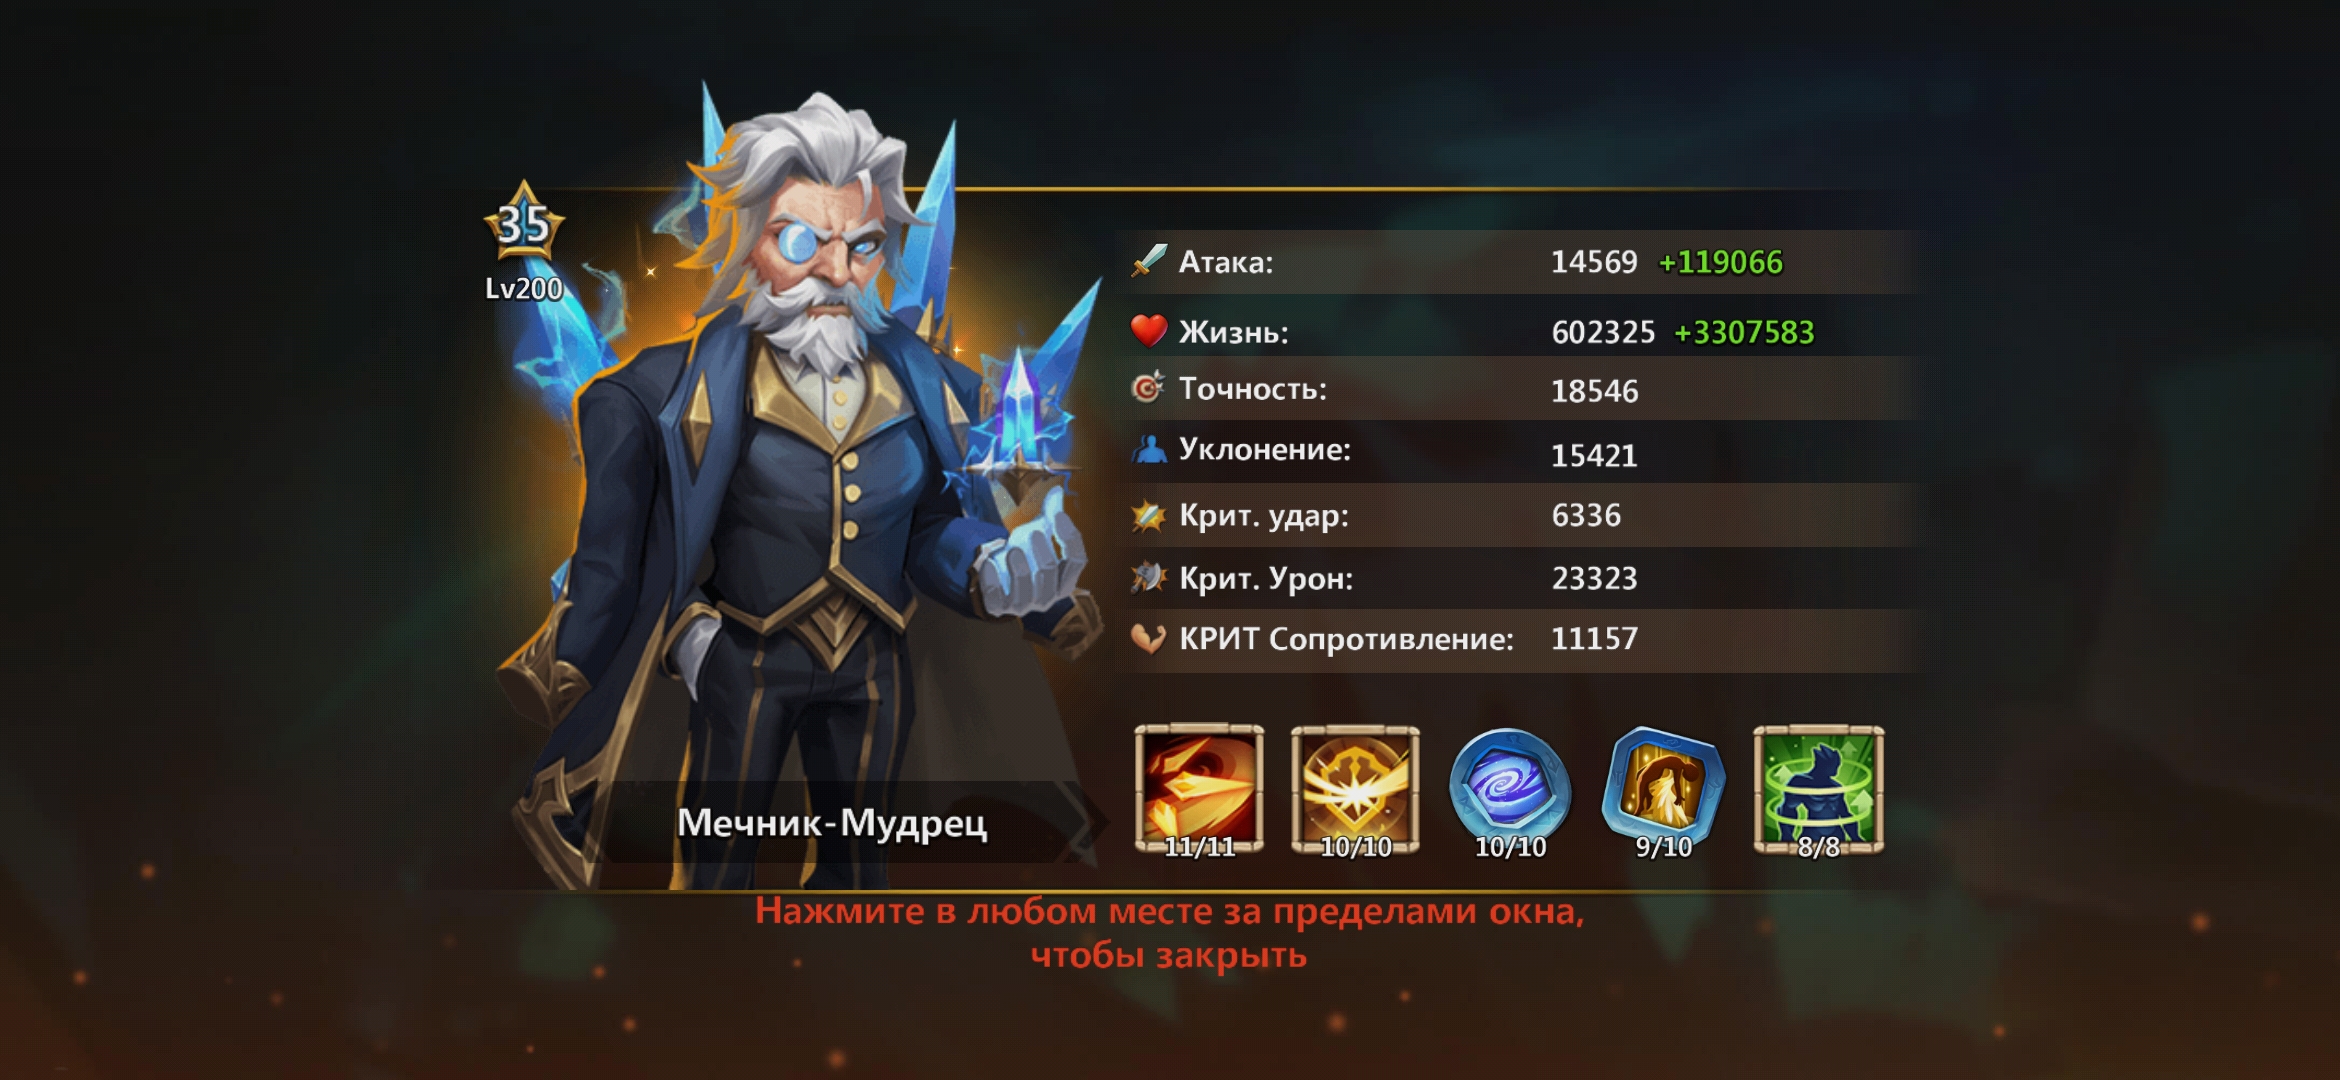 35
Lv200
Атака: 14569 +119066
Жизнь: 602325 +3307583
Точность: 18546
Уклонение: 15421
Крит. удар: 6336
Крит. Урон: 23323
КРИТ Сопротивление: 11157
11/11 10/10 10/10 9/10 8/8
Мечник-Мудрец
Нажмите в любом месте за пределами окна,
чтобы закрыть